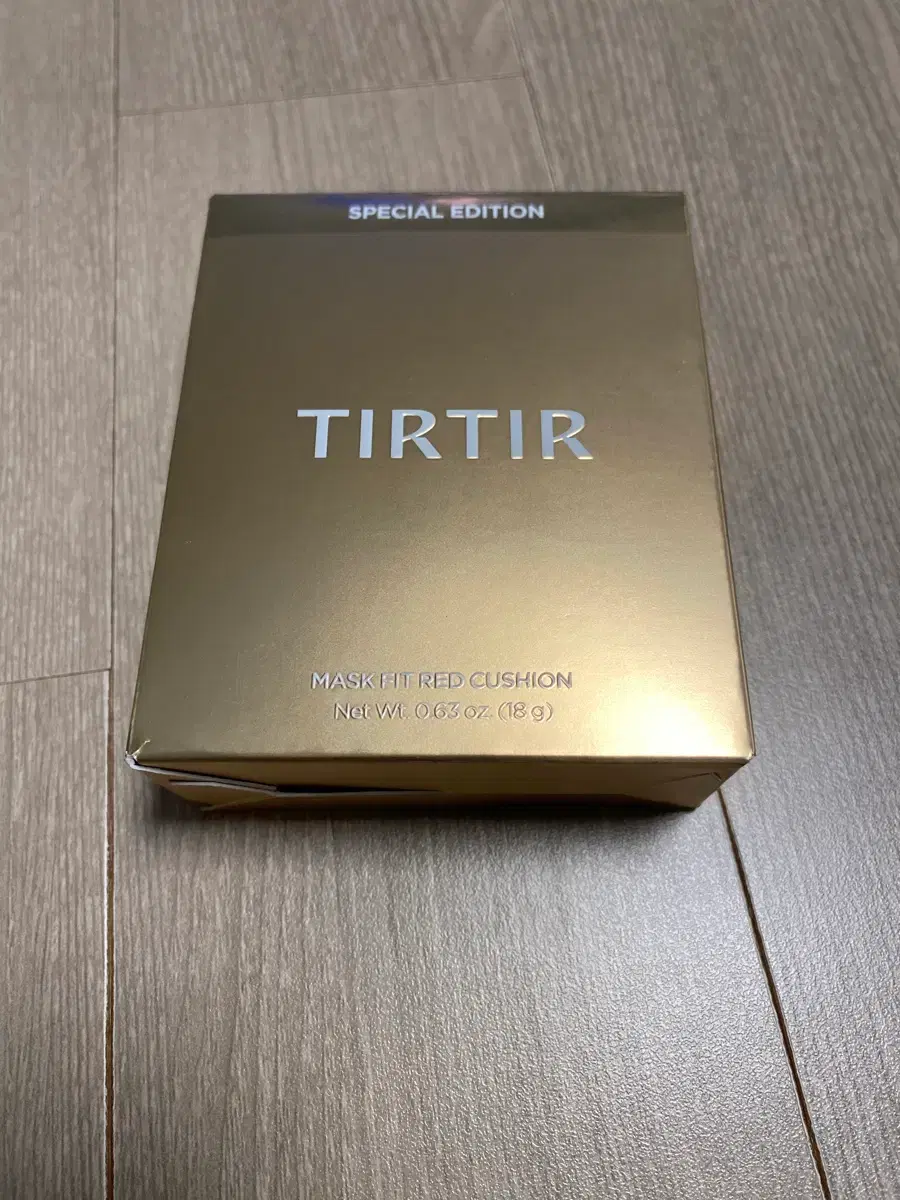 SPECIAL EDITION
TIRTIR
MASK FIT RED CUSHION
Net Wt. 0.63 oz. (18 g)